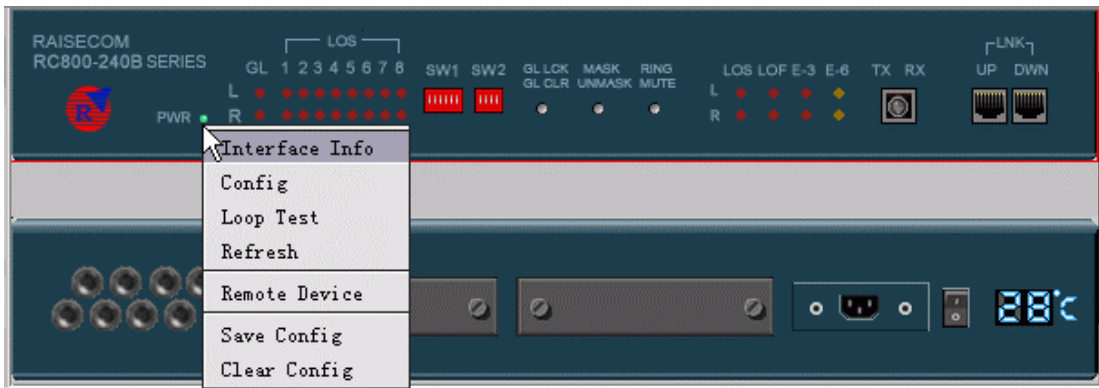 RAISECOM
RC800-240B SERIES
R
PWR
LOS
GL 1 2 3 4 5 6 7 8
L
R
SW1 SW2
GL LCK MASK RING
GL CLR UNMASK MUTE
LOS LOF E-3 E-6
L
R
TX RX
LNK
UP DWN
Interface Info
Config
Loop Test
Refresh
Remote Device
Save Config
Clear Config
28°C